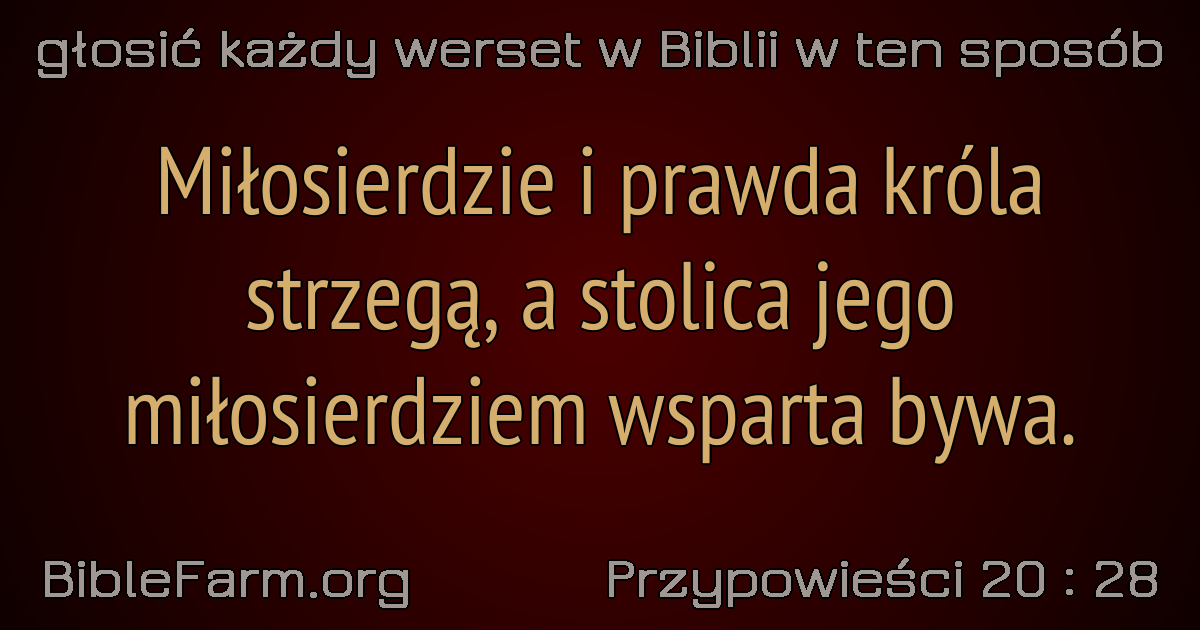 głosić każdy werset w Biblii w ten sposób
Miłosierdzie i prawda króla
strzegą, a stolica jego
miłosierdziem wsparta bywa.
BibleFarm.org
Przypowieści 20 : 28